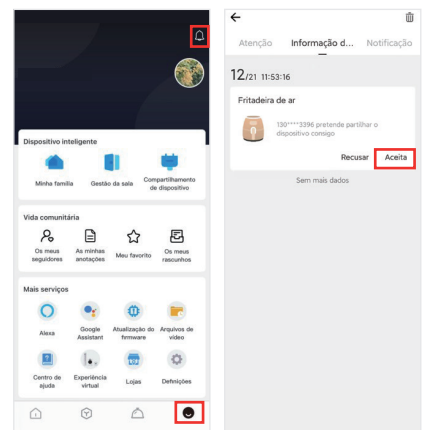 Dispositivo inteligente
Minha família
Gestão da sala
Compartilhamento
de dispositivo
Vida comunitária
Os meus
seguidores
As minhas
anotações
Meu favorito
Os meus
rascunhos
Mais serviços
Alexa
Google
Assistant
Atualização do
firmware
Arquivos de
vídeo
Centro de
ajuda
Experiência
virtual
Lojas
Definições
Atenção
Informação d...
Notificação
12/21 11:53:16
Fritadeira de ar
130****3396 pretende partilhar o
dispositivo consigo
Recusar
Aceita
Sem mais dados